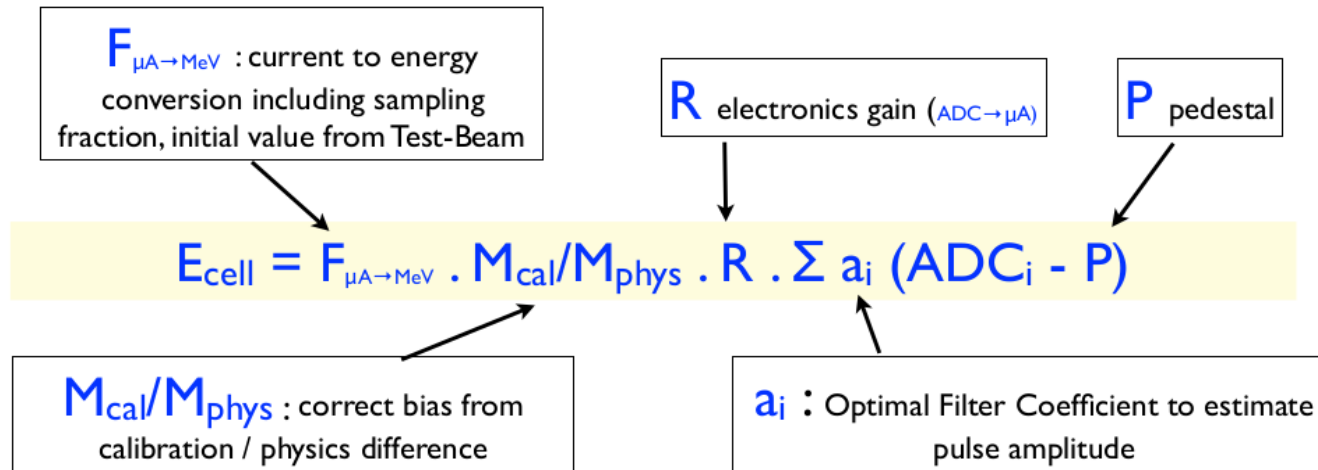 F μA→MeV : current to energy
conversion including sampling
fraction, initial value from Test-Beam
R electronics gain (ADC→μA)
P pedestal
Ecell = F μA→MeV . Mcal/Mphys . R . Σ ai (ADCi - P)
Mcal/Mphys : correct bias from
calibration / physics difference
ai : Optimal Filter Coefficient to estimate
pulse amplitude